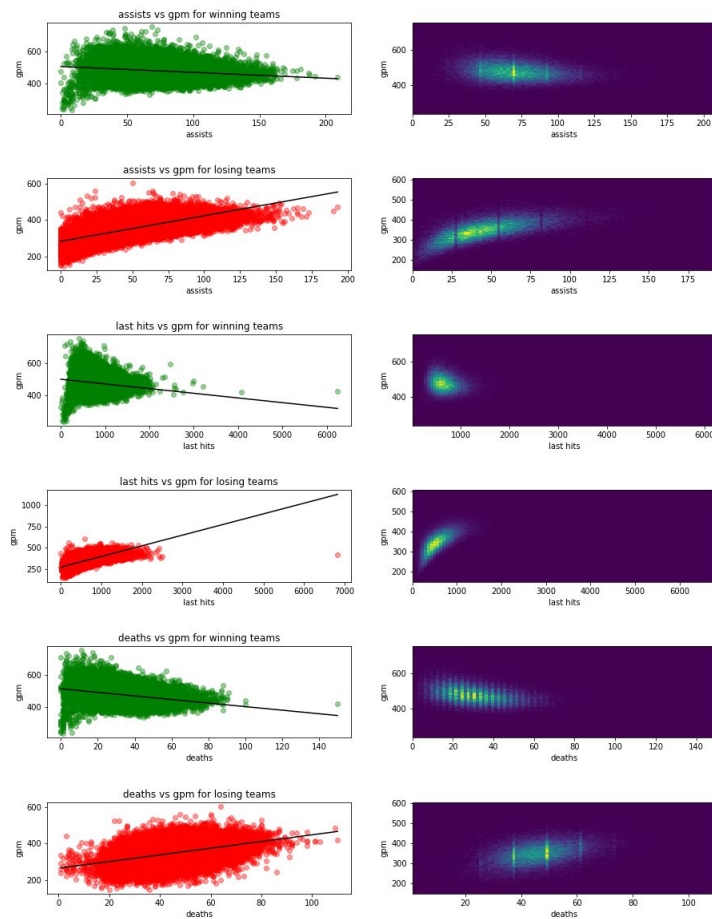 assists vs gpm for winning teams
gpm
600
400
0 50 100 150 200
assists
gpm
600
400
0 25 50 75 100 125 150 175 200
assists
assists vs gpm for losing teams
gpm
600
400
200
0 25 50 75 100 125 150 175 200
assists
gpm
600
500
400
300
200
0 25 50 75 100 125 150 175
assists
last hits vs gpm for winning teams
gpm
600
400
0 1000 2000 3000 4000 5000 6000
last hits
gpm
600
400
1000 2000 3000 4000 5000 6000
last hits
last hits vs gpm for losing teams
gpm
1000
750
500
250
0 1000 2000 3000 4000 5000 6000 7000
last hits
gpm
600
500
400
300
200
0 1000 2000 3000 4000 5000 6000
last hits
deaths vs gpm for winning teams
gpm
600
400
0 20 40 60 80 100 120 140
deaths
gpm
600
400
0 20 40 60 80 100 120 140
deaths
deaths vs gpm for losing teams
gpm
600
400
200
0 20 40 60 80 100
deaths
gpm
600
500
400
300
200
0 20 40 60 80 100
deaths